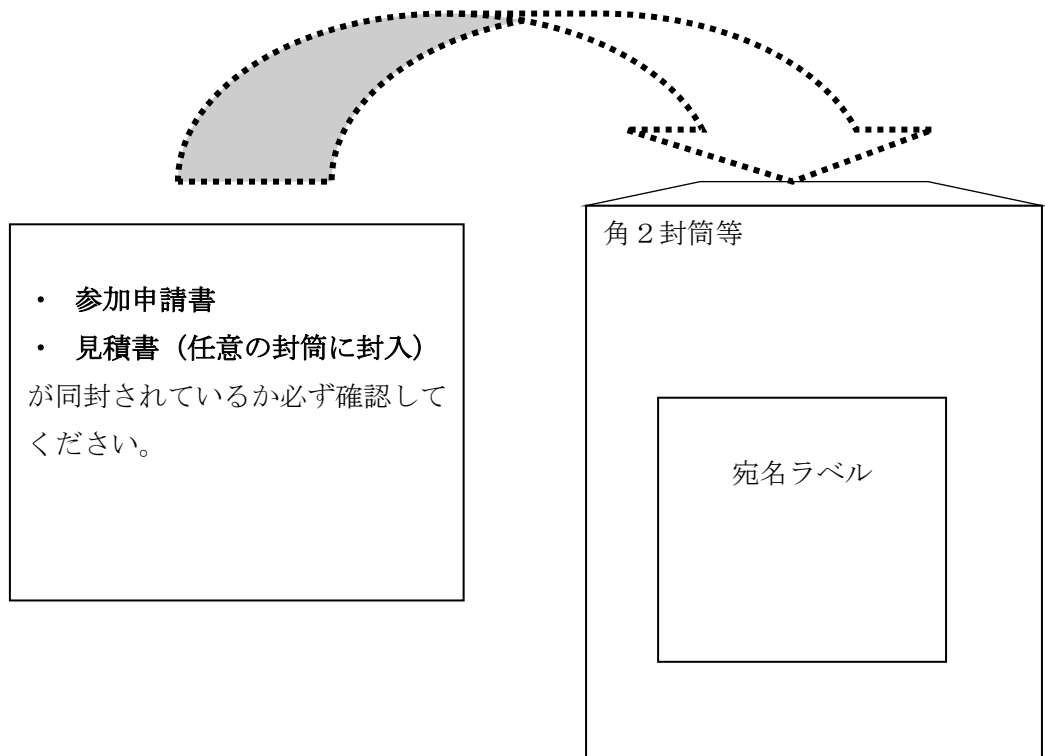 ・ 参加申請書
・ 見積書（任意の封筒に封入）
が同封されているか必ず確認して
ください。
角２封筒等
宛名ラベル